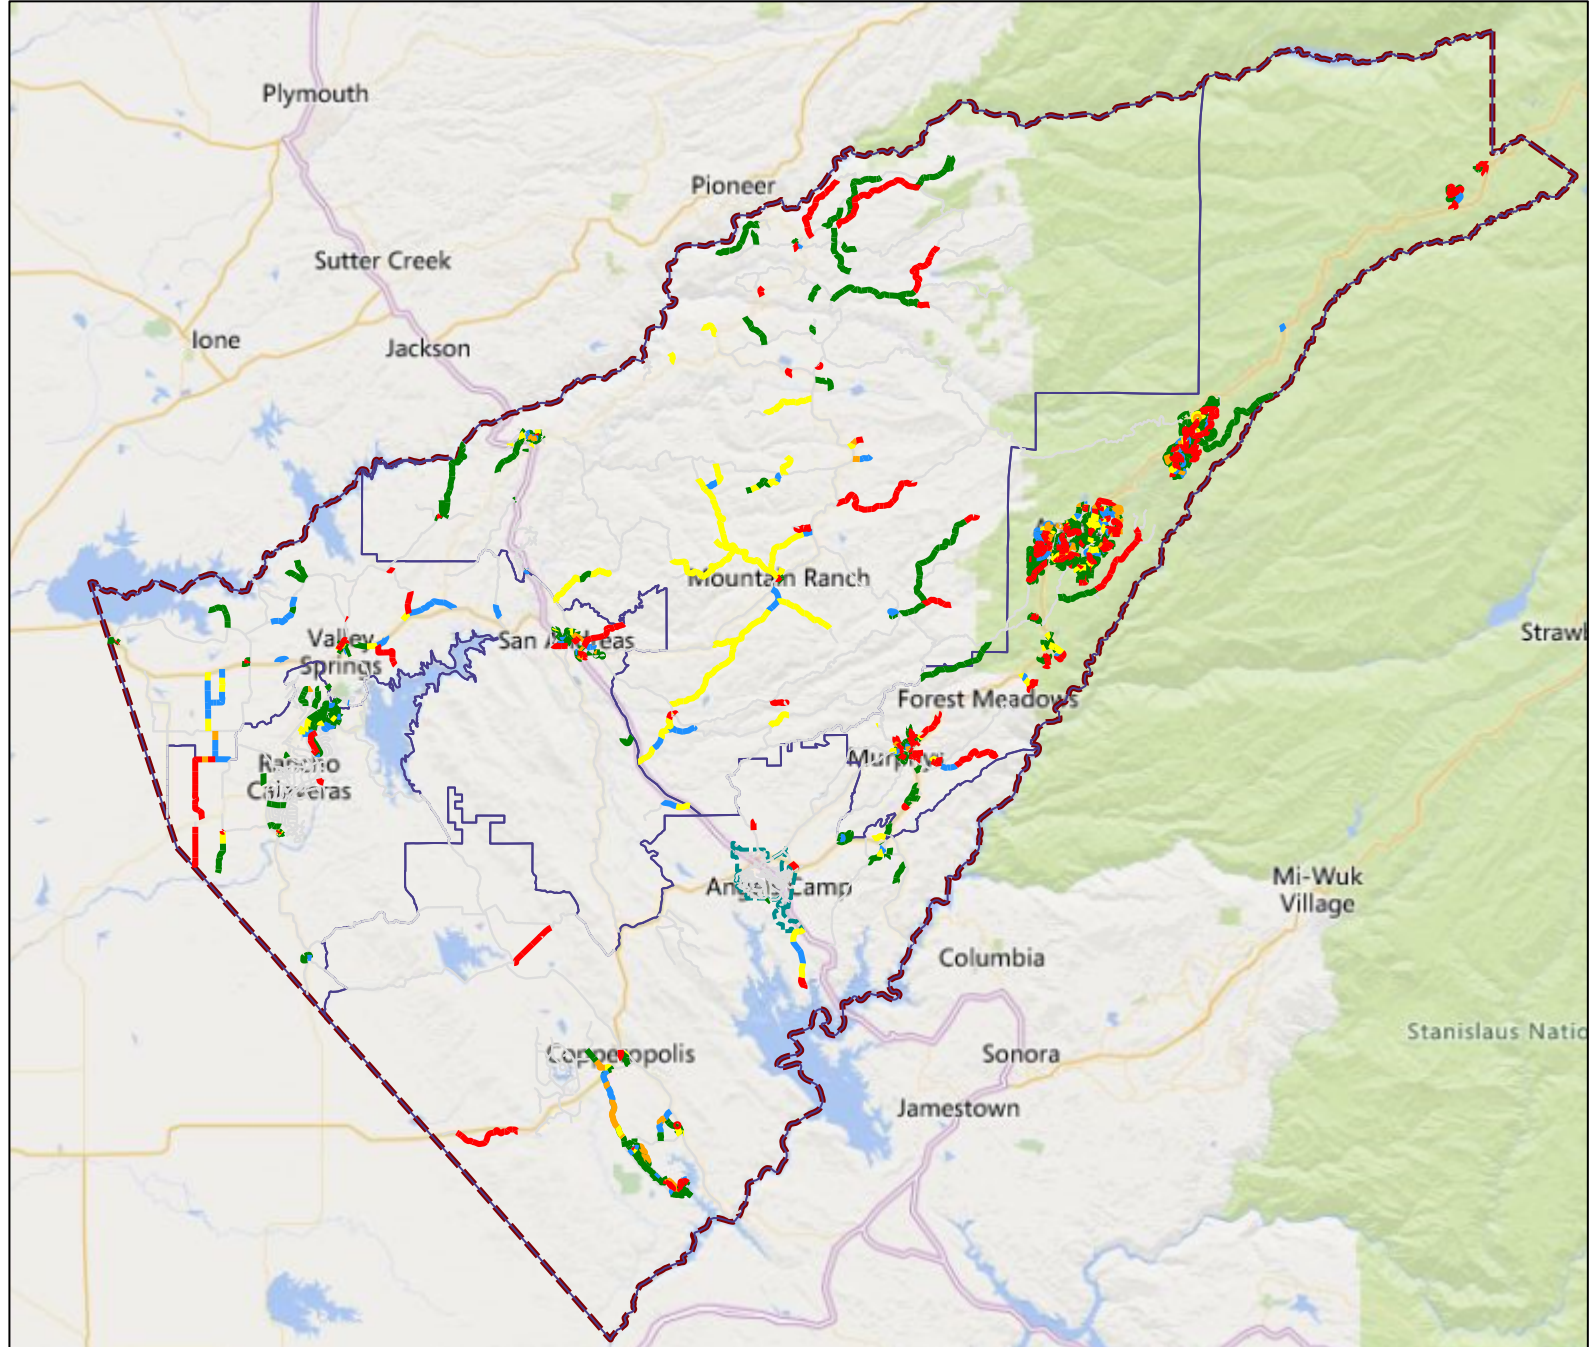 Plymouth
Pioneer
Sutter Creek
Ione
Jackson
Mountain Ranch
Valley
Springs
San Andreas
Strawb
Forest Meadows
Murphys
Rancho
Calaveras
Angels Camp
Mi-Wuk
Village
Columbia
Stanislaus Natio
Copperopolis
Sonora
Jamestown